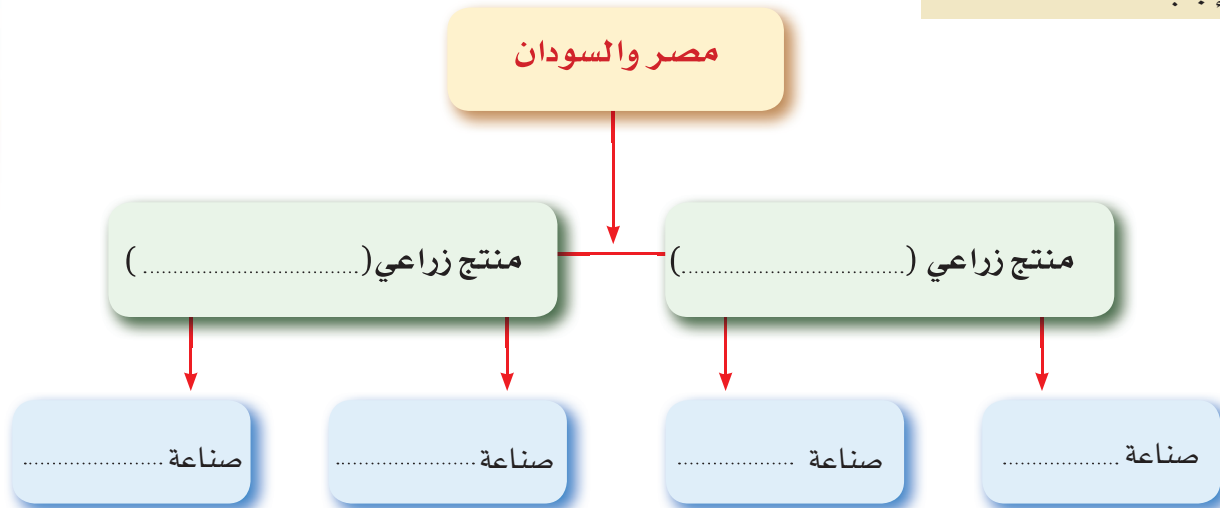 مصر والسودان
منتج زراعي (......................................)
منتج زراعي(....................................)
صناعة ....................
صناعة ....................
صناعة ........................
صناعة ........................